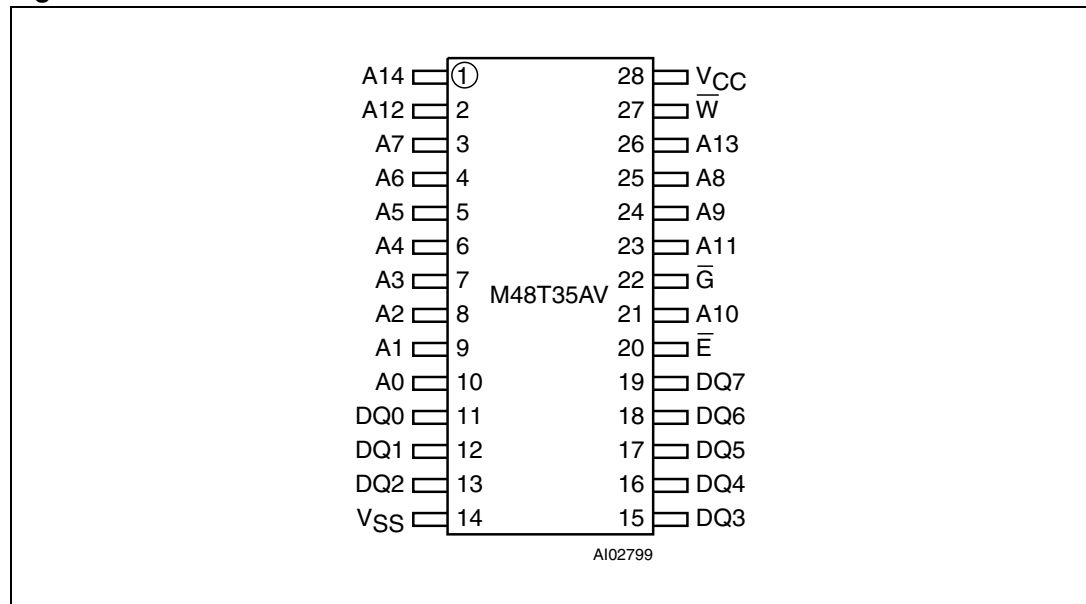 A14 1 28 VCC
A12 2 27 W̅
A7 3 26 A13
A6 4 25 A8
A5 5 24 A9
A4 6 23 A11
A3 7 22 G̅
M48T35AV
A2 8 21 A10
A1 9 20 E̅
A0 10 19 DQ7
DQ0 11 18 DQ6
DQ1 12 17 DQ5
DQ2 13 16 DQ4
VSS 14 15 DQ3
AI02799